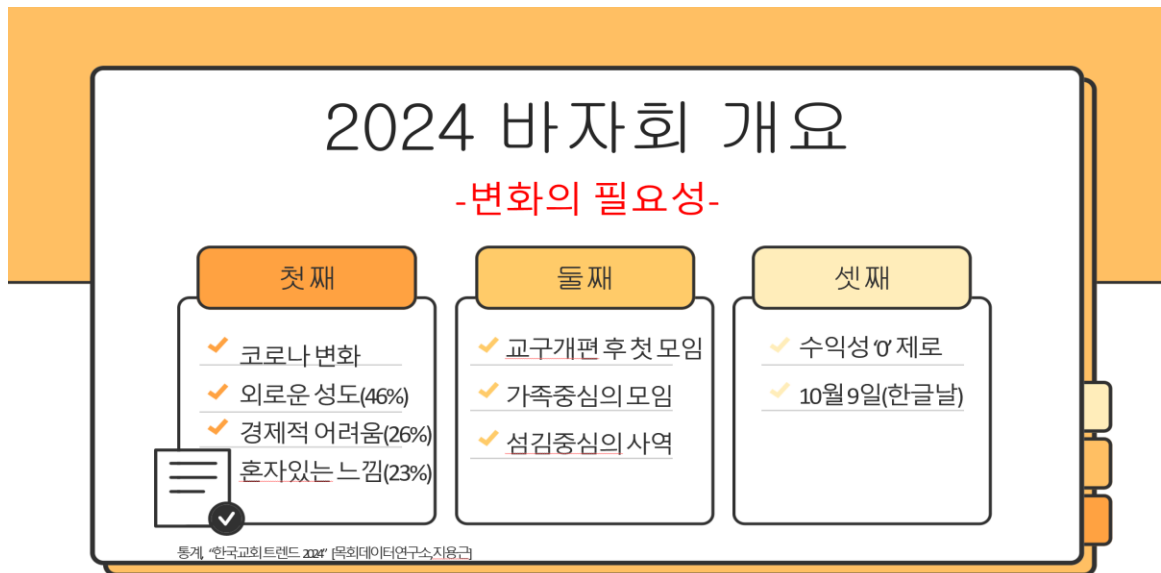 2024 바자회 개요
-변화의 필요성-
첫째
코로나 변화
외로운 성도(46%)
경제적 어려움(26%)
혼자있는 느낌(23%)
둘째
교구개편 후 첫 모임
가족중심의 모임
섬김중심의 사역
셋째
수익성 '0' 제로
10월 9일(한글날)
통계, “한국교회트렌드 2024” [목회데이터연구소,지용근]